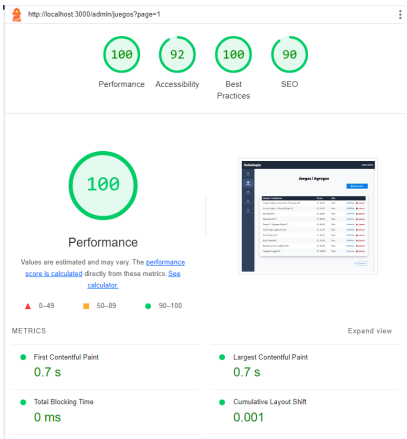 http://localhost:3000/admin/juegos?page=1
100
92
100
90
Performance
Accessibility
Best
Practices
SEO
100
Performance
Values are estimated and may vary. The performance
score is calculated directly from these metrics. See
calculator.
0–49
50–89
90–100
Juegos / Agregos
METRICS
Expand view
First Contentful Paint
0.7 s
Largest Contentful Paint
0.7 s
Total Blocking Time
0 ms
Cumulative Layout Shift
0.001